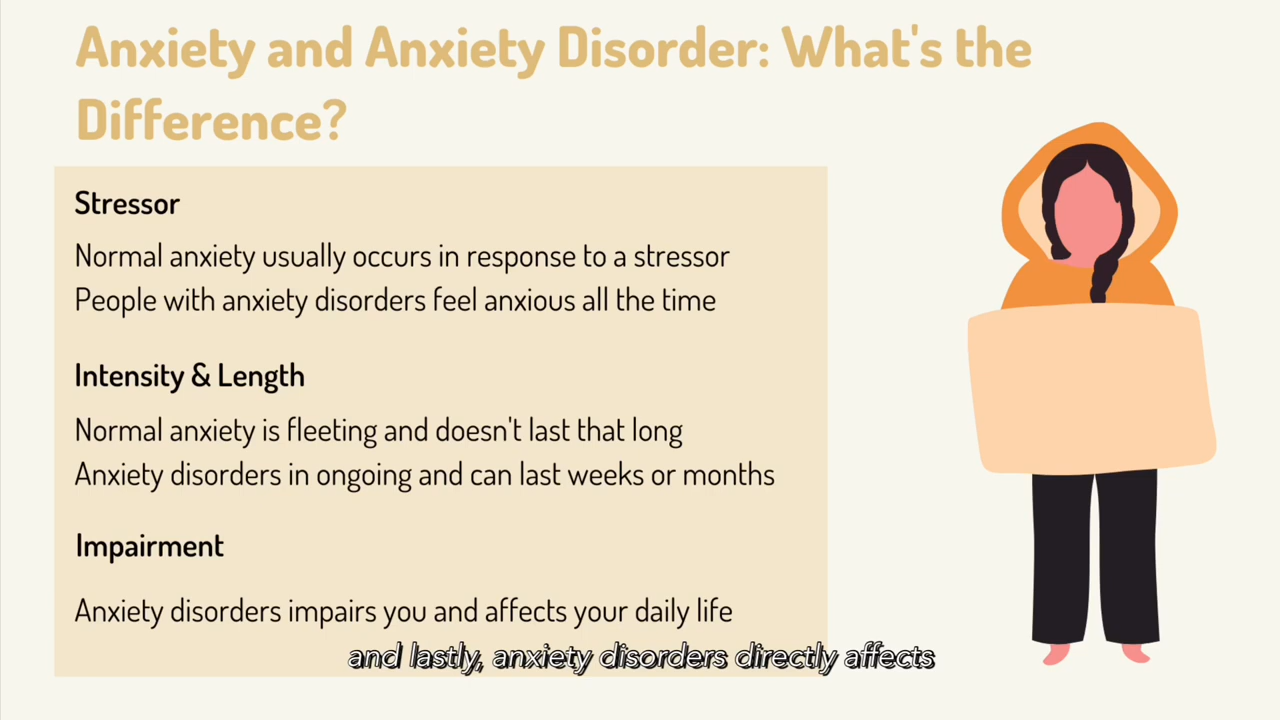 Anxiety and Anxiety Disorder: What's the
Difference?
Stressor
Normal anxiety usually occurs in response to a stressor
People with anxiety disorders feel anxious all the time
Intensity & Length
Normal anxiety is fleeting and doesn't last that long
Anxiety disorders in ongoing and can last weeks or months
Impairment
Anxiety disorders impairs you and affects your daily life
and lastly, anxiety disorders directly affects